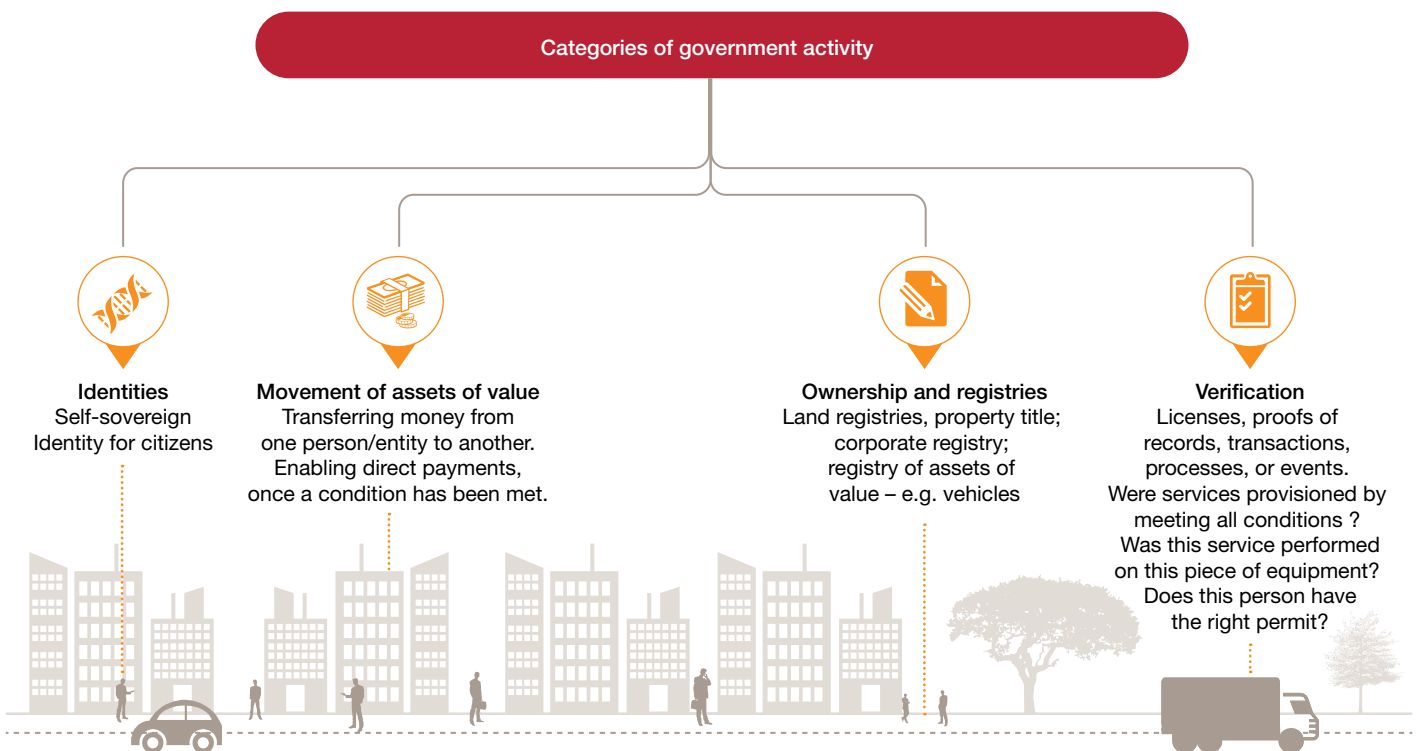 Categories of government activity
Identities
Self-sovereign
Identity for citizens
Movement of assets of value
Transferring money from
one person/entity to another.
Enabling direct payments,
once a condition has been met.
Ownership and registries
Land registries, property title;
corporate registry;
registry of assets of
value – e.g. vehicles
Verification
Licenses, proofs of
records, transactions,
processes, or events.
Were services provisioned by
meeting all conditions ?
Was this service performed
on this piece of equipment?
Does this person have
the right permit?